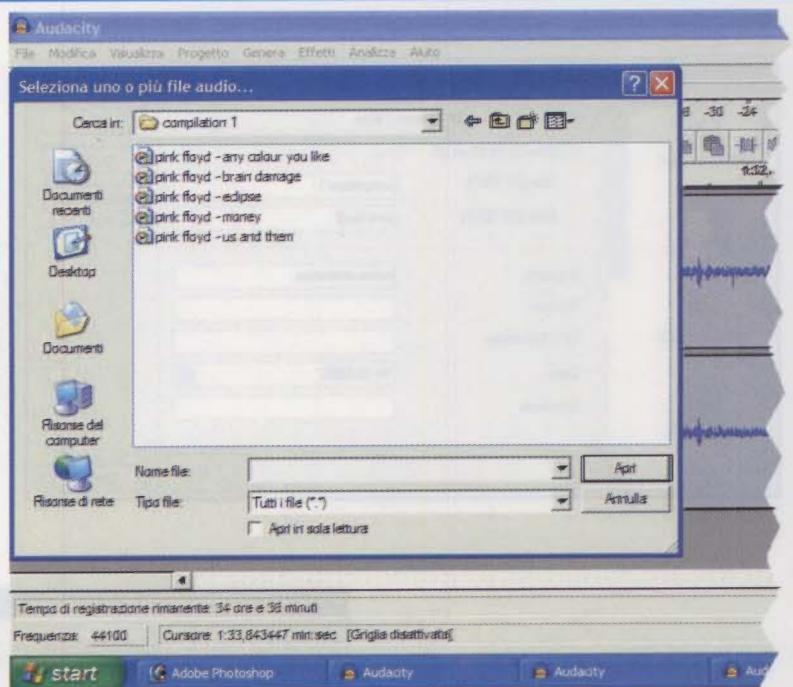 Audacity
File Modifica Visualizza Progetto Genera Effetti Analizza Aiuto
Seleziona uno o più file audio...
Cerca in: compilation 1
-30 -24
pink floyd - any colour you like
pink floyd - brain damage
pink floyd - eclipse
pink floyd - money
pink floyd - us and them
Documenti recenti
Desktop
Documenti
Risorse del computer
Risorse di rete
Nome file:
Apri
Tipo file: Tutti i file (*.*)
Annulla
Apri in sola lettura
Tempo di registrazione rimanente: 34 ore e 38 minuti
Frequenza: 44100 Cursore: 1:33,843447 min:sec [Griglia disattivata]
start Adobe Photoshop Audacity Audacity